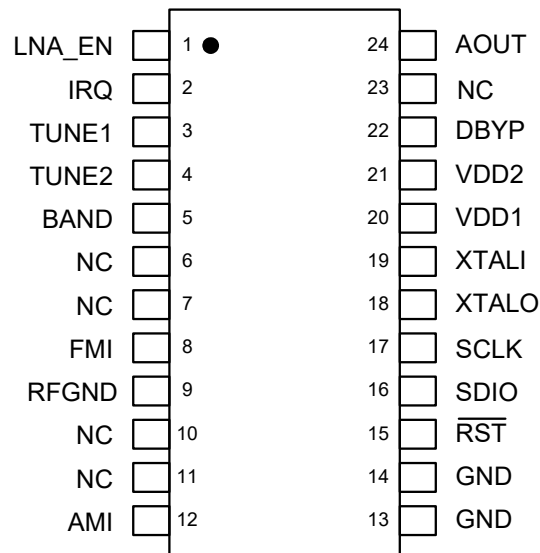 LNA_EN 1 24 AOUT
IRQ 2 23 NC
TUNE1 3 22 DBYP
TUNE2 4 21 VDD2
BAND 5 20 VDD1
NC 6 19 XTALI
NC 7 18 XTALO
FMI 8 17 SCLK
RFGND 9 16 SDIO
NC 10 15 RST
NC 11 14 GND
AMI 12 13 GND